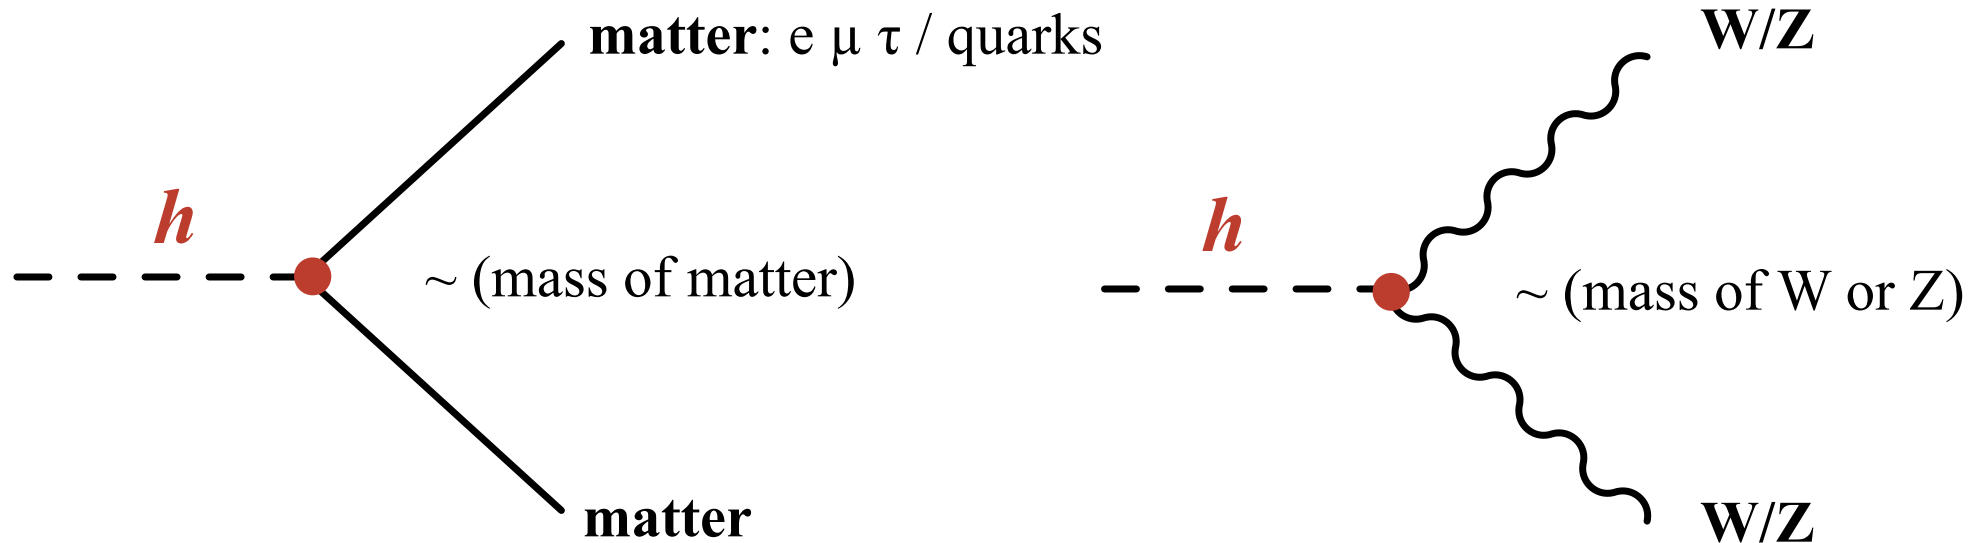 matter: e μ τ / quarks
h
~ (mass of matter)
matter
W/Z
h
~ (mass of W or Z)
W/Z